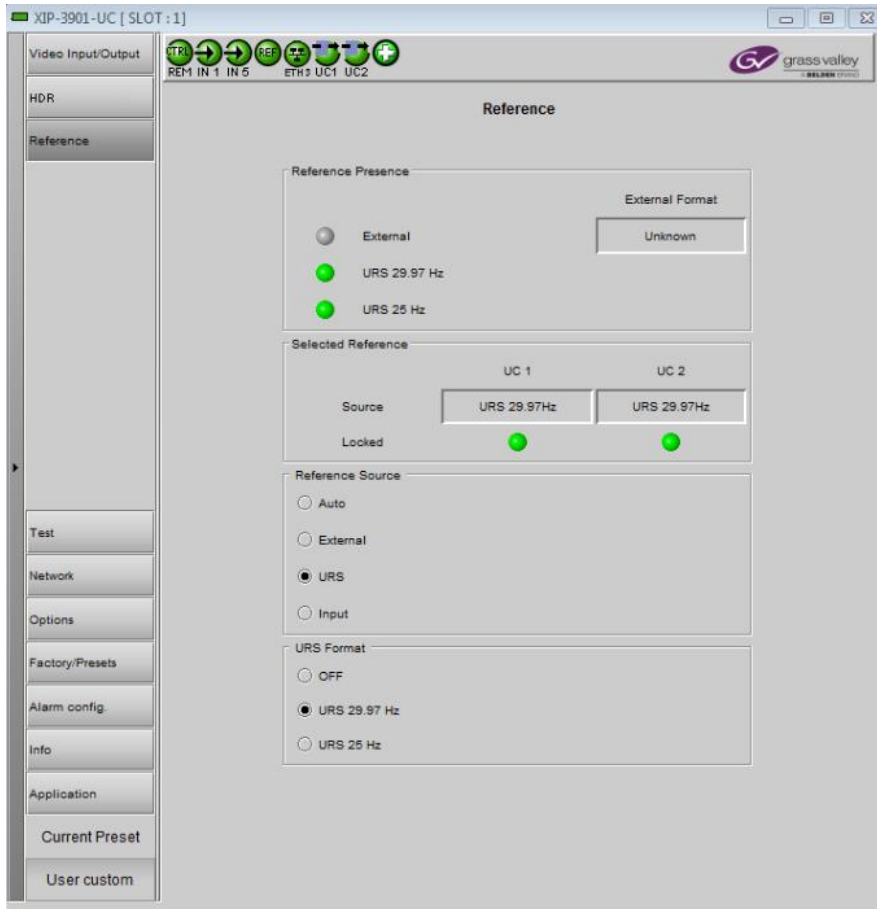 XIP-3901-UC [ SLOT : 1]
Video Input/Output
HDR
Reference
Test
Network
Options
Factory/Presets
Alarm config.
Info
Application
Current Preset
User custom
CTRL REF
REM IN 1 IN 5 ETH3 UC1 UC2
GV grass valley
A BELDEN BRAND
Reference
Reference Presence
External Format
External Unknown
URS 29.97 Hz
URS 25 Hz
Selected Reference
UC 1 UC 2
Source URS 29.97Hz URS 29.97Hz
Locked
Reference Source
Auto
External
URS
Input
URS Format
OFF
URS 29.97 Hz
URS 25 Hz